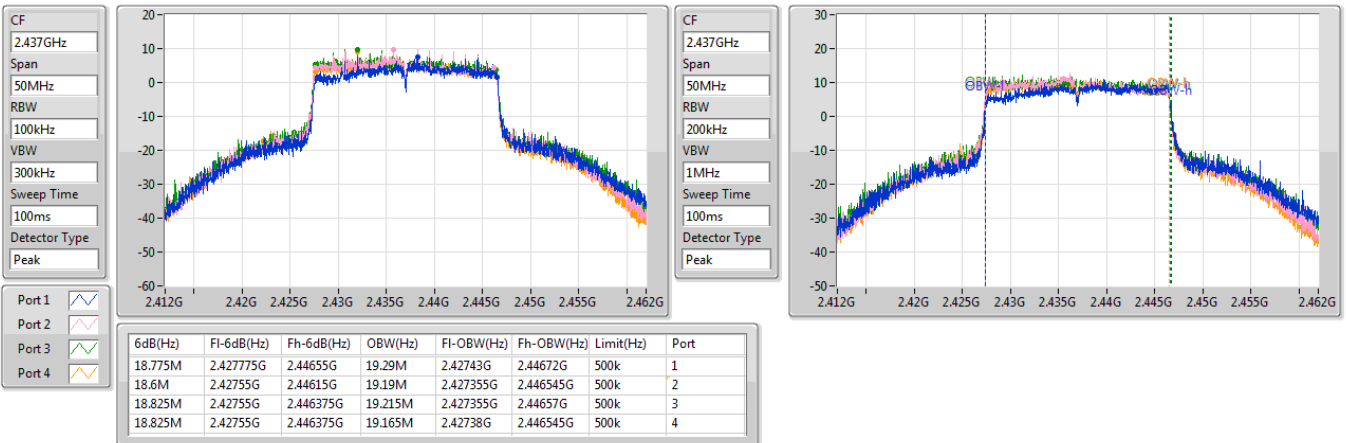 CF
2.437GHz
Span
50MHz
RBW
100kHz
VBW
300kHz
Sweep Time
100ms
Detector Type
Peak
20
10
0
-10
-20
-30
-40
-50
-60
2.412G 2.42G 2.425G 2.43G 2.435G 2.44G 2.445G 2.45G 2.455G 2.462G
CF
2.437GHz
Span
50MHz
RBW
200kHz
VBW
1MHz
Sweep Time
100ms
Detector Type
Peak
30
20
10
0
-10
-20
-30
-40
-50
2.412G 2.42G 2.425G 2.43G 2.435G 2.44G 2.445G 2.45G 2.455G 2.462G
OBW-h
Port 1
Port 2
Port 3
Port 4
6dB(Hz) Fl-6dB(Hz) Fh-6dB(Hz) OBW(Hz) Fl-OBW(Hz) Fh-OBW(Hz) Limit(Hz) Port
18.775M 2.427775G 2.44655G 19.29M 2.42743G 2.44672G 500k 1
18.6M 2.42755G 2.44615G 19.19M 2.427355G 2.446545G 500k 2
18.825M 2.42755G 2.446375G 19.215M 2.427355G 2.44657G 500k 3
18.825M 2.42755G 2.446375G 19.165M 2.42738G 2.446545G 500k 4